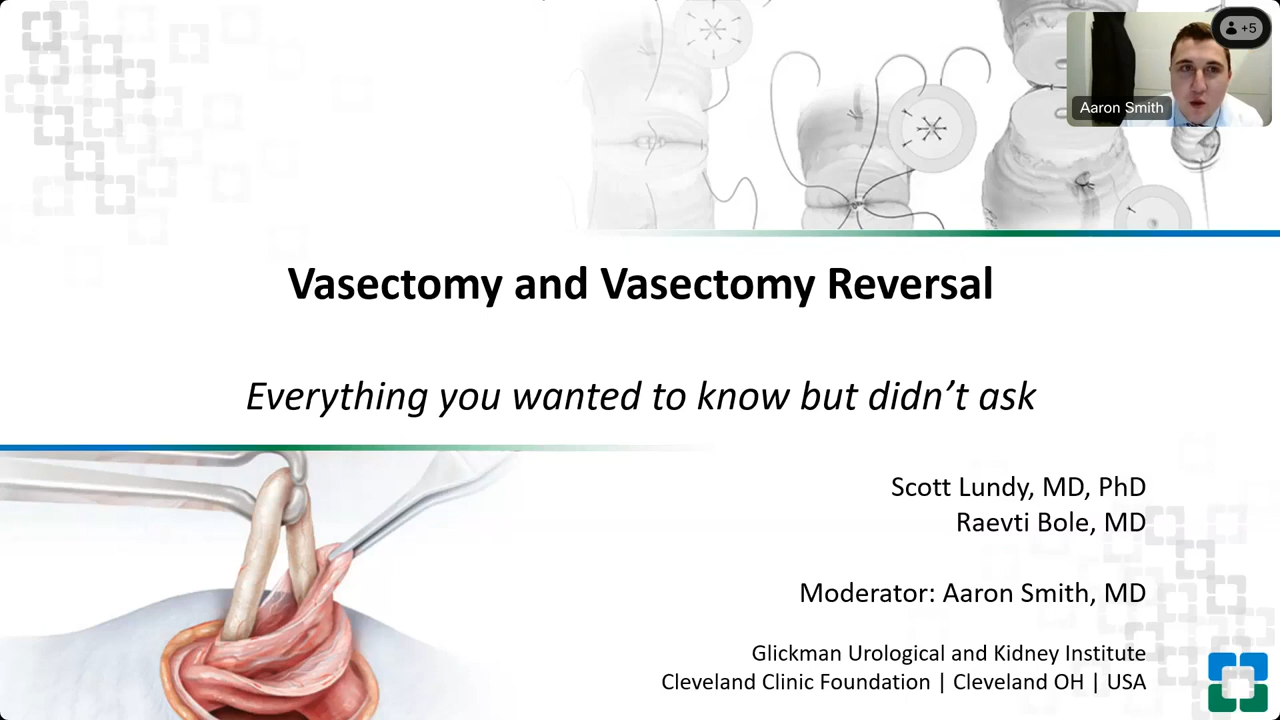 +5
Aaron Smith
Vasectomy and Vasectomy Reversal
Everything you wanted to know but didn’t ask
Scott Lundy, MD, PhD
Raevti Bole, MD
Moderator: Aaron Smith, MD
Glickman Urological and Kidney Institute
Cleveland Clinic Foundation | Cleveland OH | USA